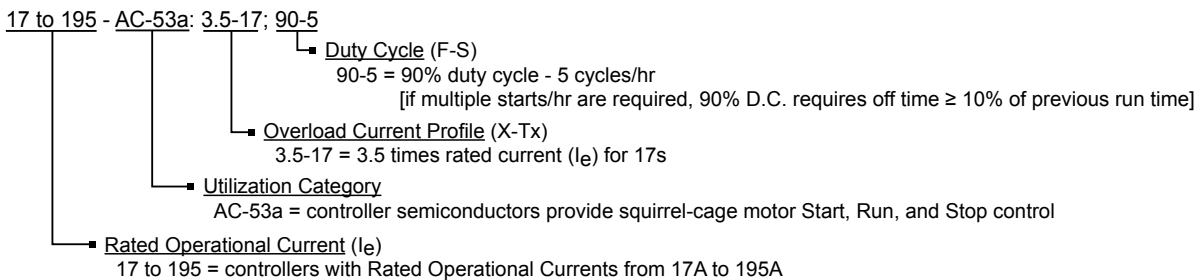 17 to 195 - AC-53a: 3.5-17; 90-5
Duty Cycle (F-S)
90-5 = 90% duty cycle - 5 cycles/hr
[if multiple starts/hr are required, 90% D.C. requires off time ≥ 10% of previous run time]
Overload Current Profile (X-Tx)
3.5-17 = 3.5 times rated current (Ie) for 17s
Utilization Category
AC-53a = controller semiconductors provide squirrel-cage motor Start, Run, and Stop control
Rated Operational Current (Ie)
17 to 195 = controllers with Rated Operational Currents from 17A to 195A